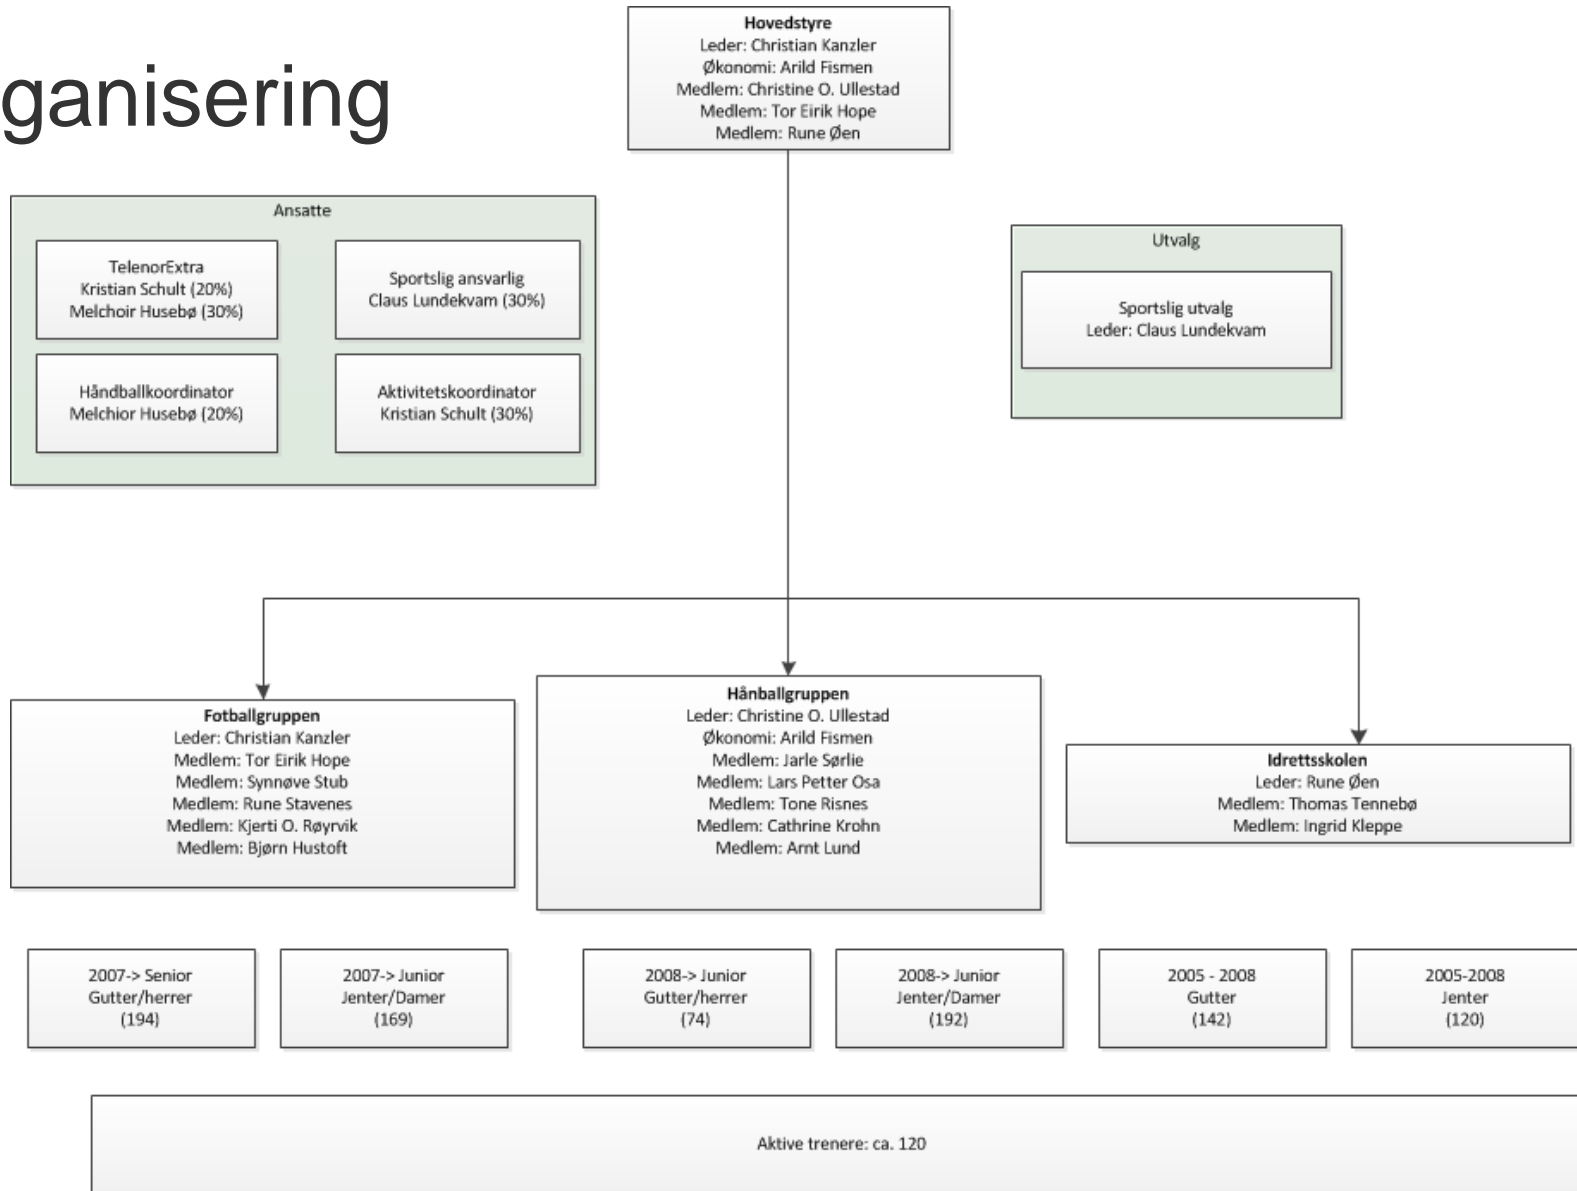 ganisering
Hovedstyre
Leder: Christian Kanzler
Økonomi: Arild Fismen
Medlem: Christine O. Ullestad
Medlem: Tor Eirik Hope
Medlem: Rune Øen
Ansatte
TelenorExtra
Kristian Schult (20%)
Melchoir Husebø (30%)
Sportslig ansvarlig
Claus Lundekvam (30%)
Håndballkoordinator
Melchior Husebø (20%)
Aktivitetskoordinator
Kristian Schult (30%)
Utvalg
Sportslig utvalg
Leder: Claus Lundekvam
Fotballgruppen
Leder: Christian Kanzler
Medlem: Tor Eirik Hope
Medlem: Synnøve Stub
Medlem: Rune Stavenes
Medlem: Kjerti O. Røyrvik
Medlem: Bjørn Hustoft
Hånballgruppen
Leder: Christine O. Ullestad
Økonomi: Arild Fismen
Medlem: Jarle Sørlie
Medlem: Lars Petter Osa
Medlem: Tone Risnes
Medlem: Cathrine Krohn
Medlem: Arnt Lund
Idrettsskolen
Leder: Rune Øen
Medlem: Thomas Tennebø
Medlem: Ingrid Kleppe
2007-> Senior
Gutter/herrer
(194)
2007-> Junior
Jenter/Damer
(169)
2008-> Junior
Gutter/herrer
(74)
2008-> Junior
Jenter/Damer
(192)
2005 - 2008
Gutter
(142)
2005-2008
Jenter
(120)
Aktive trenere: ca. 120